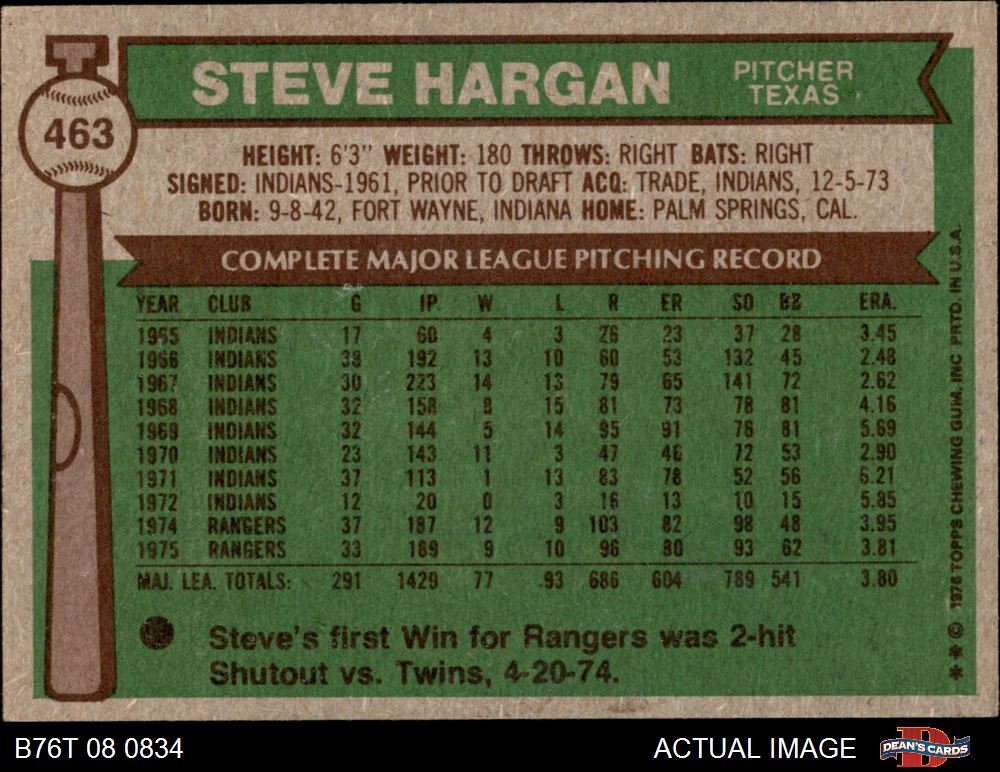 STEVE HARGAN
PITCHER
TEXAS
463
HEIGHT: 6'3" WEIGHT: 180 THROWS: RIGHT BATS: RIGHT
SIGNED: INDIANS-1961, PRIOR TO DRAFT ACQ: TRADE, INDIANS, 12-5-73
BORN: 9-8-42, FORT WAYNE, INDIANA HOME: PALM SPRINGS, CAL.
COMPLETE MAJOR LEAGUE PITCHING RECORD
YEAR CLUB G IP. W L R ER SO BB ERA.
1965 INDIANS 17 60 4 3 26 23 37 28 3.45
1966 INDIANS 38 192 13 10 60 53 132 45 2.48
1967 INDIANS 30 223 14 13 79 65 141 72 2.62
1968 INDIANS 32 158 8 15 81 73 78 81 4.16
1969 INDIANS 32 144 5 14 95 91 76 81 5.69
1970 INDIANS 23 143 11 3 47 46 72 53 2.90
1971 INDIANS 37 113 1 13 83 78 52 56 6.21
1972 INDIANS 12 20 0 3 16 13 10 15 5.85
1974 RANGERS 37 187 12 9 103 82 98 48 3.95
1975 RANGERS 33 189 9 10 96 80 93 62 3.81
MAJ. LEA. TOTALS: 291 1429 77 93 686 604 789 541 3.80
Steve's first Win for Rangers was 2-hit
Shutout vs. Twins, 4-20-74.
** © 1976 TOPPS CHEWING GUM, INC PRTD. IN U.S.A.
B76T 08 0834
ACTUAL IMAGE
DEAN'S CARDS